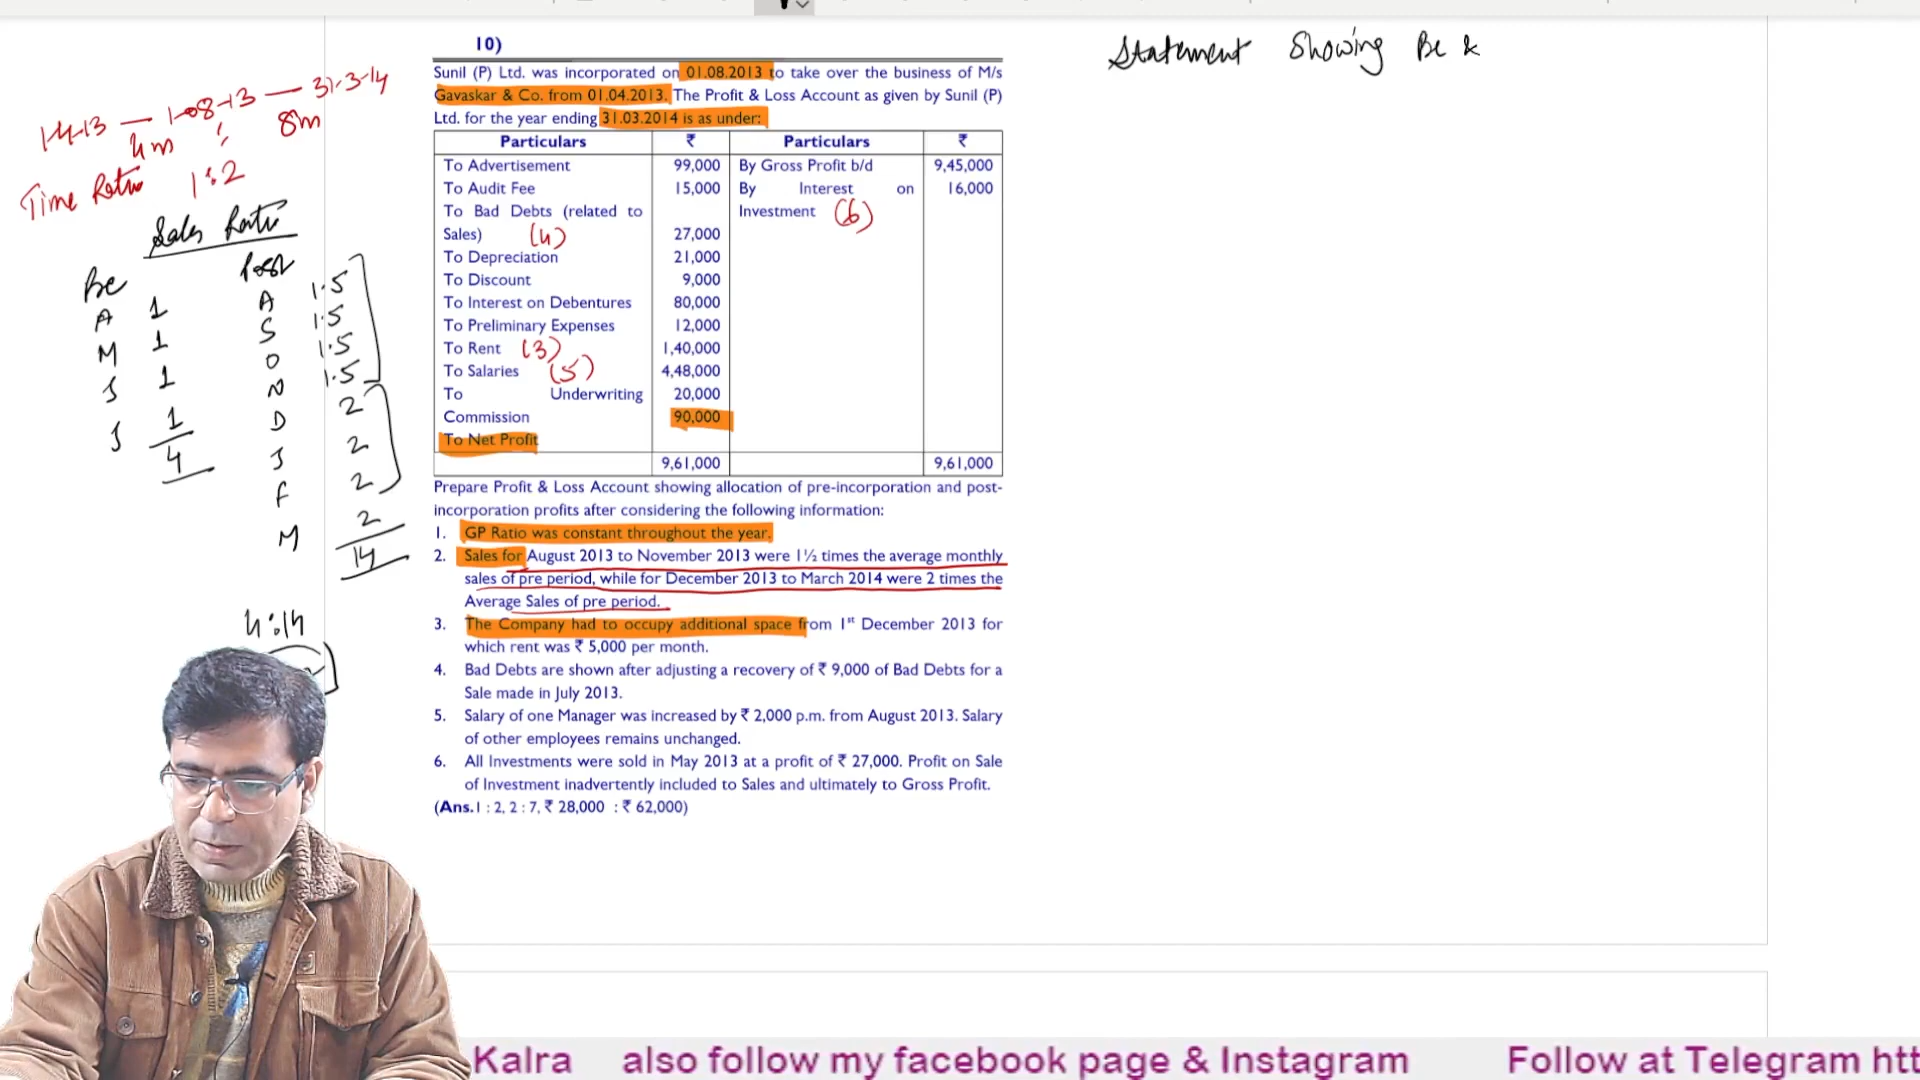 10)
Sunil (P) Ltd. was incorporated on 01.08.2013 to take over the business of M/s
Gavaskar & Co. from 01.04.2013. The Profit & Loss Account as given by Sunil (P)
Ltd. for the year ending 31.03.2014 is as under:
Particulars ₹ Particulars ₹
To Advertisement 99,000 By Gross Profit b/d 9,45,000
To Audit Fee 15,000 By Interest on 16,000
To Bad Debts (related to Investment (6)
Sales) (4) 27,000
To Depreciation 21,000
To Discount 9,000
To Interest on Debentures 80,000
To Preliminary Expenses 12,000
To Rent (3) 1,40,000
To Salaries (5) 4,48,000
To Underwriting 20,000
Commission 90,000
To Net Profit
9,61,000 9,61,000
Prepare Profit & Loss Account showing allocation of pre-incorporation and post-
incorporation profits after considering the following information:
1. GP Ratio was constant throughout the year.
2. Sales for August 2013 to November 2013 were 1½ times the average monthly
sales of pre period, while for December 2013 to March 2014 were 2 times the
Average Sales of pre period.
3. The Company had to occupy additional space from 1st December 2013 for
which rent was ₹ 5,000 per month.
4. Bad Debts are shown after adjusting a recovery of ₹ 9,000 of Bad Debts for a
Sale made in July 2013.
5. Salary of one Manager was increased by ₹ 2,000 p.m. from August 2013. Salary
of other employees remains unchanged.
6. All Investments were sold in May 2013 at a profit of ₹ 27,000. Profit on Sale
of Investment inadvertently included to Sales and ultimately to Gross Profit.
(Ans. 1 : 2, 2 : 7, ₹ 28,000 : ₹ 62,000)
1-4-13 — 1-08-13 — 31-3-14
4m : 8m
Time Ratio 1:2
Sales Ratio
Pre Post
A 1 A 1.5
M 1 S 1.5
J 1 O 1.5
J 1 N 1.5
4 D 2
J 2
F 2
M 2
14
4:14
Statement Showing Pre &
Kalra also follow my facebook page & Instagram Follow at Telegram htt